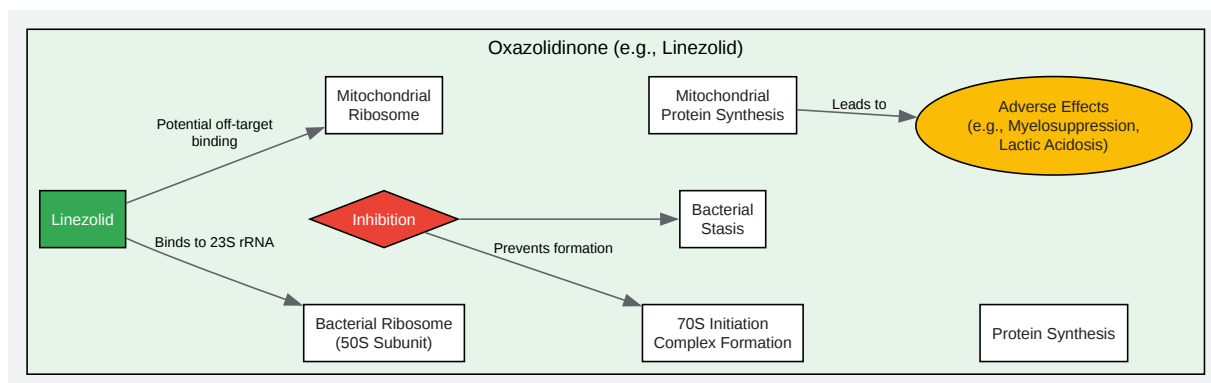 Oxazolidinone (e.g., Linezolid)
Mitochondrial
Ribosome
Mitochondrial
Protein Synthesis
Leads to
Adverse Effects
(e.g., Myelosuppression,
Lactic Acidosis)
Potential off-target
binding
Linezolid
Inhibition
Bacterial
Stasis
Binds to 23S rRNA
Prevents formation
Bacterial Ribosome
(50S Subunit)
70S Initiation
Complex Formation
Protein Synthesis